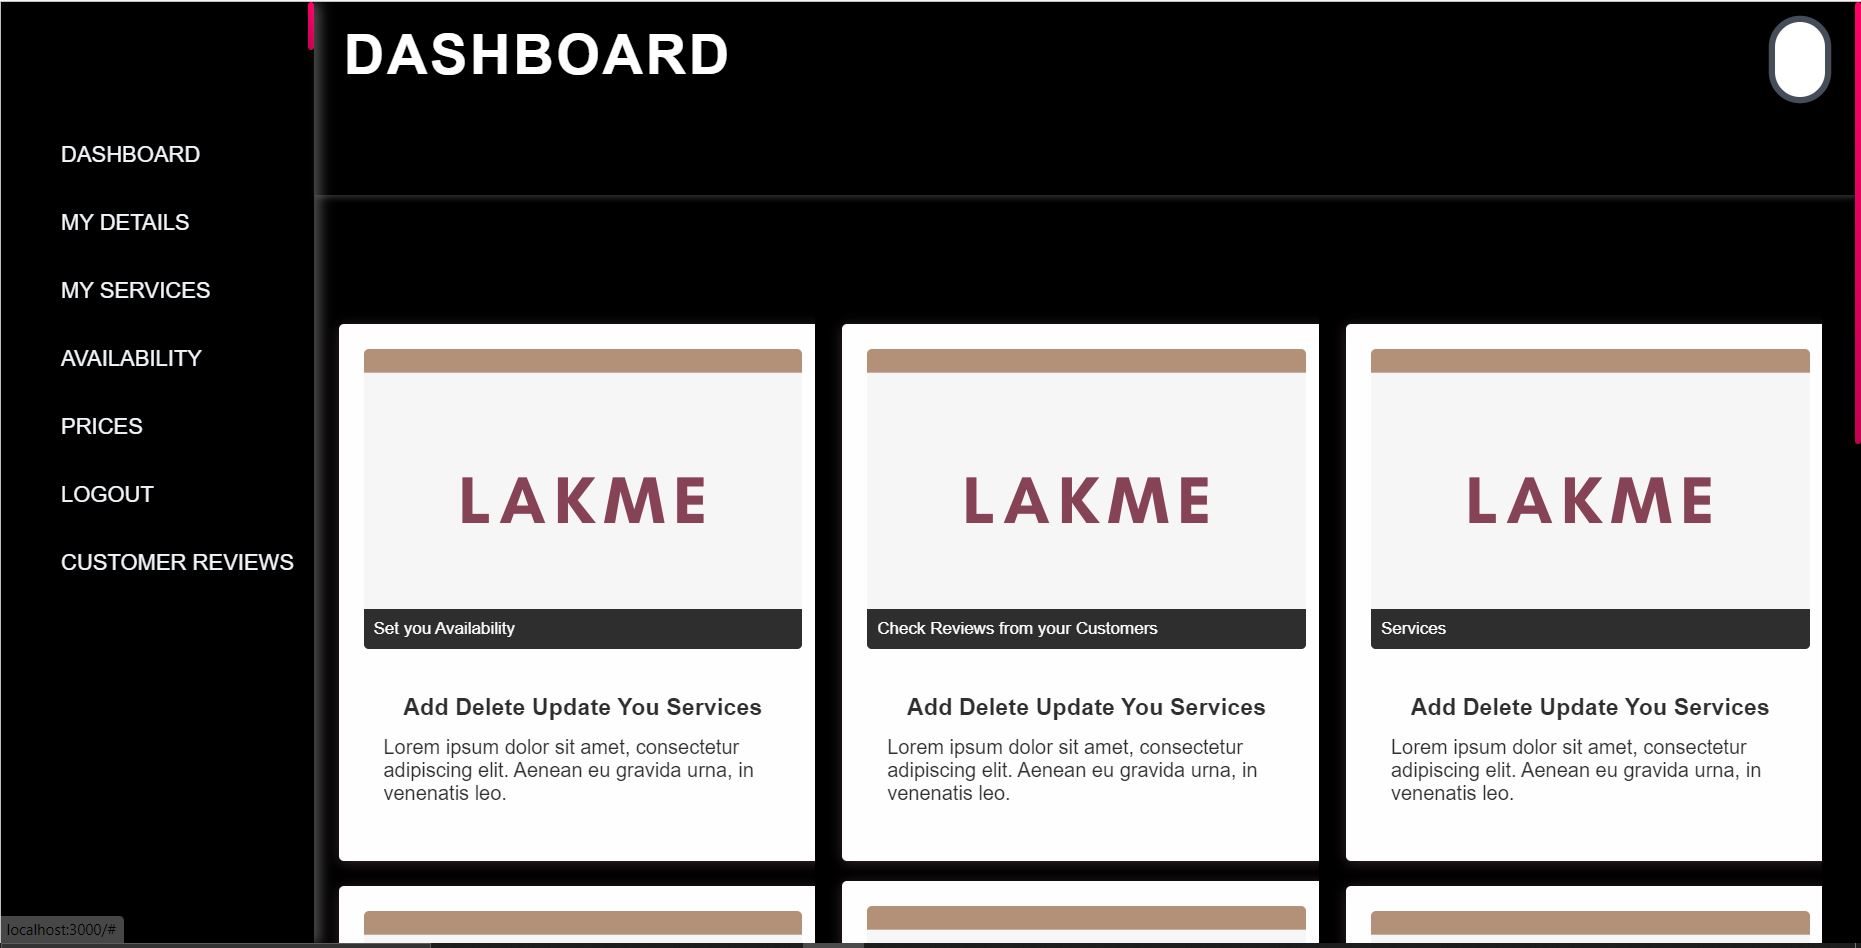 DASHBOARD
DASHBOARD
MY DETAILS
MY SERVICES
AVAILABILITY
PRICES
LOGOUT
CUSTOMER REVIEWS
LAKME
Set you Availability
Add Delete Update You Services
Lorem ipsum dolor sit amet, consectetur
adipiscing elit. Aenean eu gravida urna, in
venenatis leo.
LAKME
Check Reviews from your Customers
Add Delete Update You Services
Lorem ipsum dolor sit amet, consectetur
adipiscing elit. Aenean eu gravida urna, in
venenatis leo.
LAKME
Services
Add Delete Update You Services
Lorem ipsum dolor sit amet, consectetur
adipiscing elit. Aenean eu gravida urna, in
venenatis leo.
localhost:3000/#